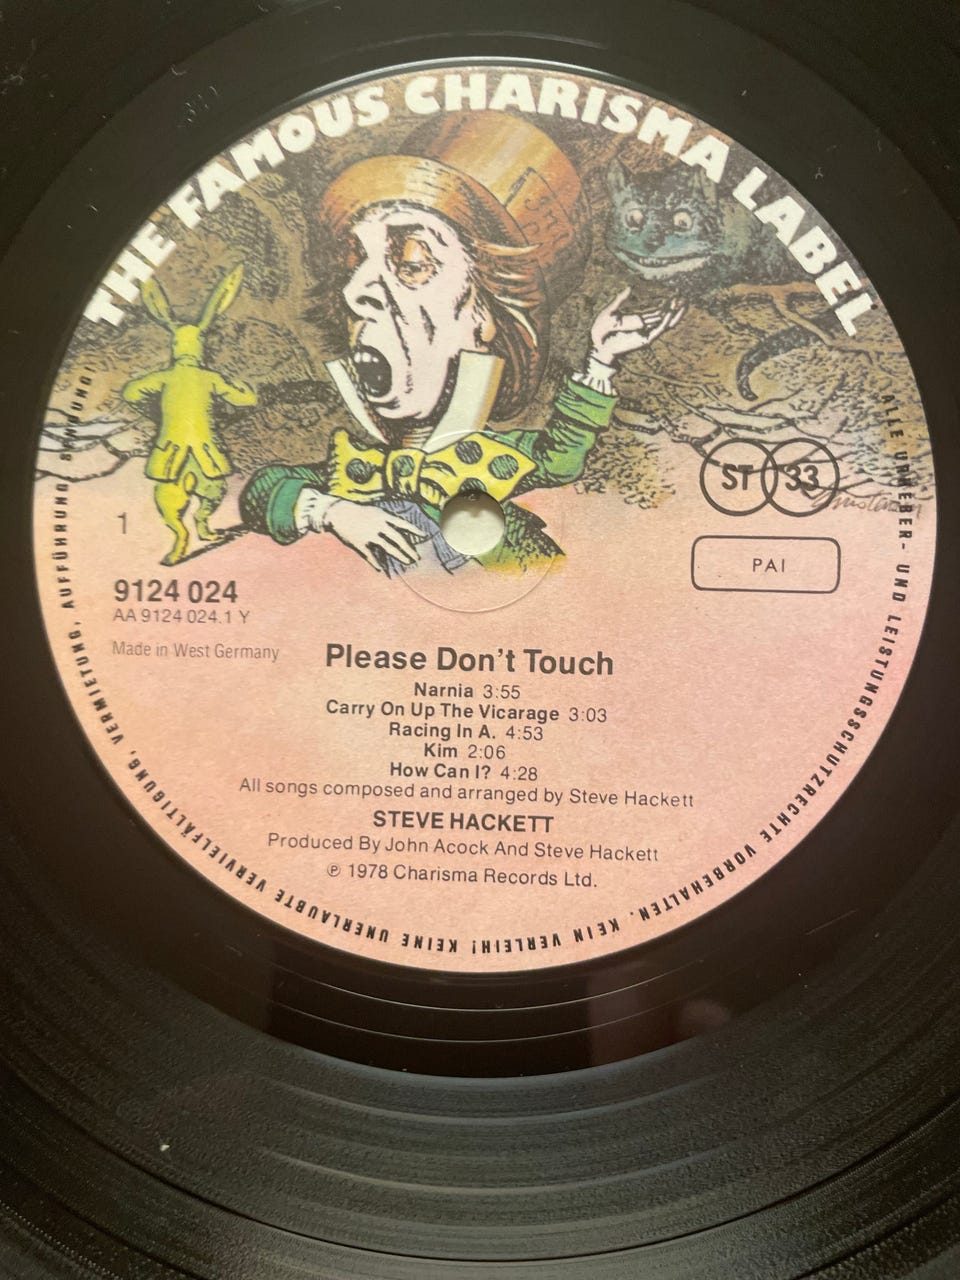 THE FAMOUS CHARISMA LABEL
ST 33
PAI
1
9124 024
AA 9124 024.1 Y
Made in West Germany
Please Don't Touch
Narnia 3:55
Carry On Up The Vicarage 3:03
Racing In A. 4:53
Kim 2:06
How Can I? 4:28
All songs composed and arranged by Steve Hackett
STEVE HACKETT
Produced By John Acock And Steve Hackett
℗ 1978 Charisma Records Ltd.
ALLE URHEBER- UND LEISTUNGSSCHUTZRECHTE VORBEHALTEN. KEIN VERLEIH! KEINE UNERLAUBTE VERVIELFÄLTIGUNG, VERMIETUNG, AUFFÜHRUNG, SENDUNG!